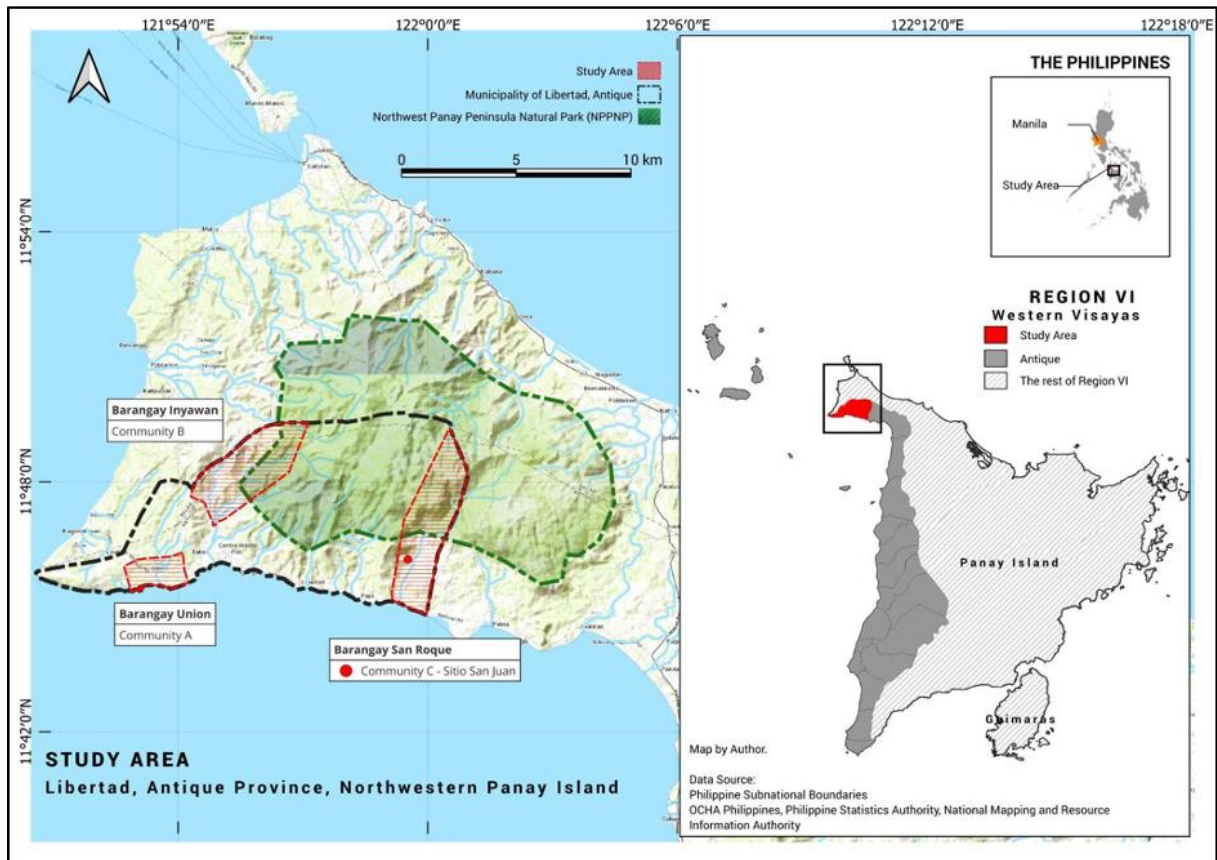 121°54′0″E
122°0′0″E
122°6′0″E
122°12′0″E
122°18′0″E
Study Area
Municipality of Libertad, Antique
Northwest Panay Peninsula Natural Park (NPPNP)
0
5
10 km
11°54′0″N
11°48′0″N
11°42′0″N
Barangay Inyawan
Community B
Barangay Union
Community A
Barangay San Roque
Community C - Sitio San Juan
STUDY AREA
Libertad, Antique Province, Northwestern Panay Island
THE PHILIPPINES
Manila
Study Area
REGION VI
Western Visayas
Study Area
Antique
The rest of Region VI
Panay Island
Guimaras
Map by Author.
Data Source:
Philippine Subnational Boundaries
OCHA Philippines, Philippine Statistics Authority, National Mapping and Resource
Information Authority